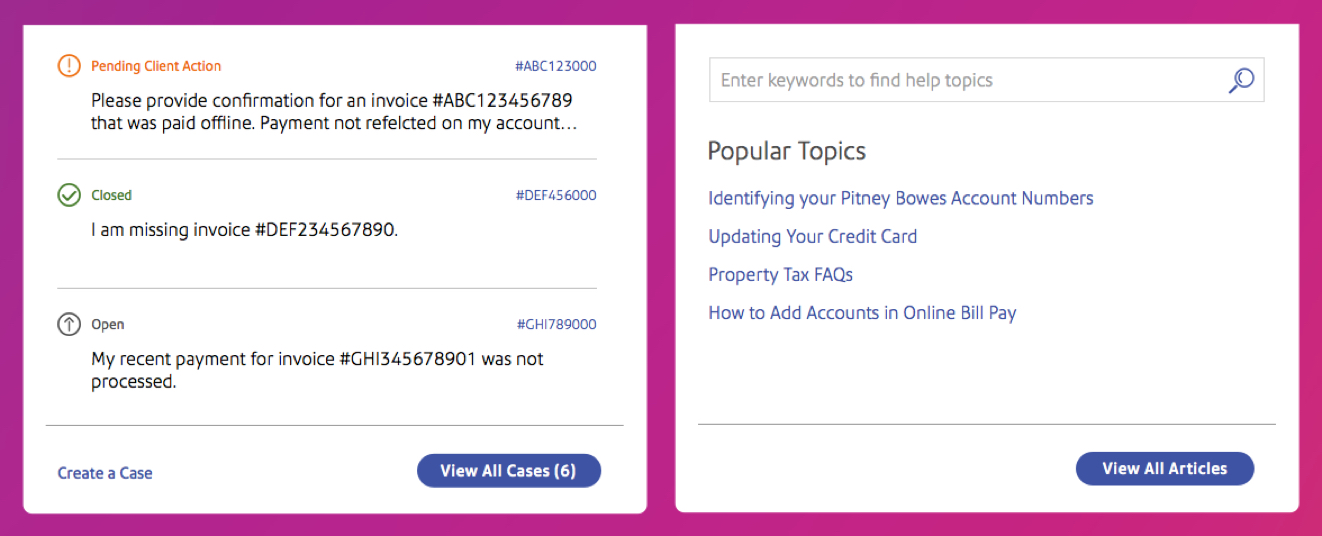 Pending Client Action #ABC123000
Please provide confirmation for an invoice #ABC123456789
that was paid offline. Payment not refelcted on my account...
Closed #DEF456000
I am missing invoice #DEF234567890.
Open #GHI789000
My recent payment for invoice #GHI345678901 was not
processed.
Create a Case
View All Cases (6)
Enter keywords to find help topics
Popular Topics
Identifying your Pitney Bowes Account Numbers
Updating Your Credit Card
Property Tax FAQs
How to Add Accounts in Online Bill Pay
View All Articles